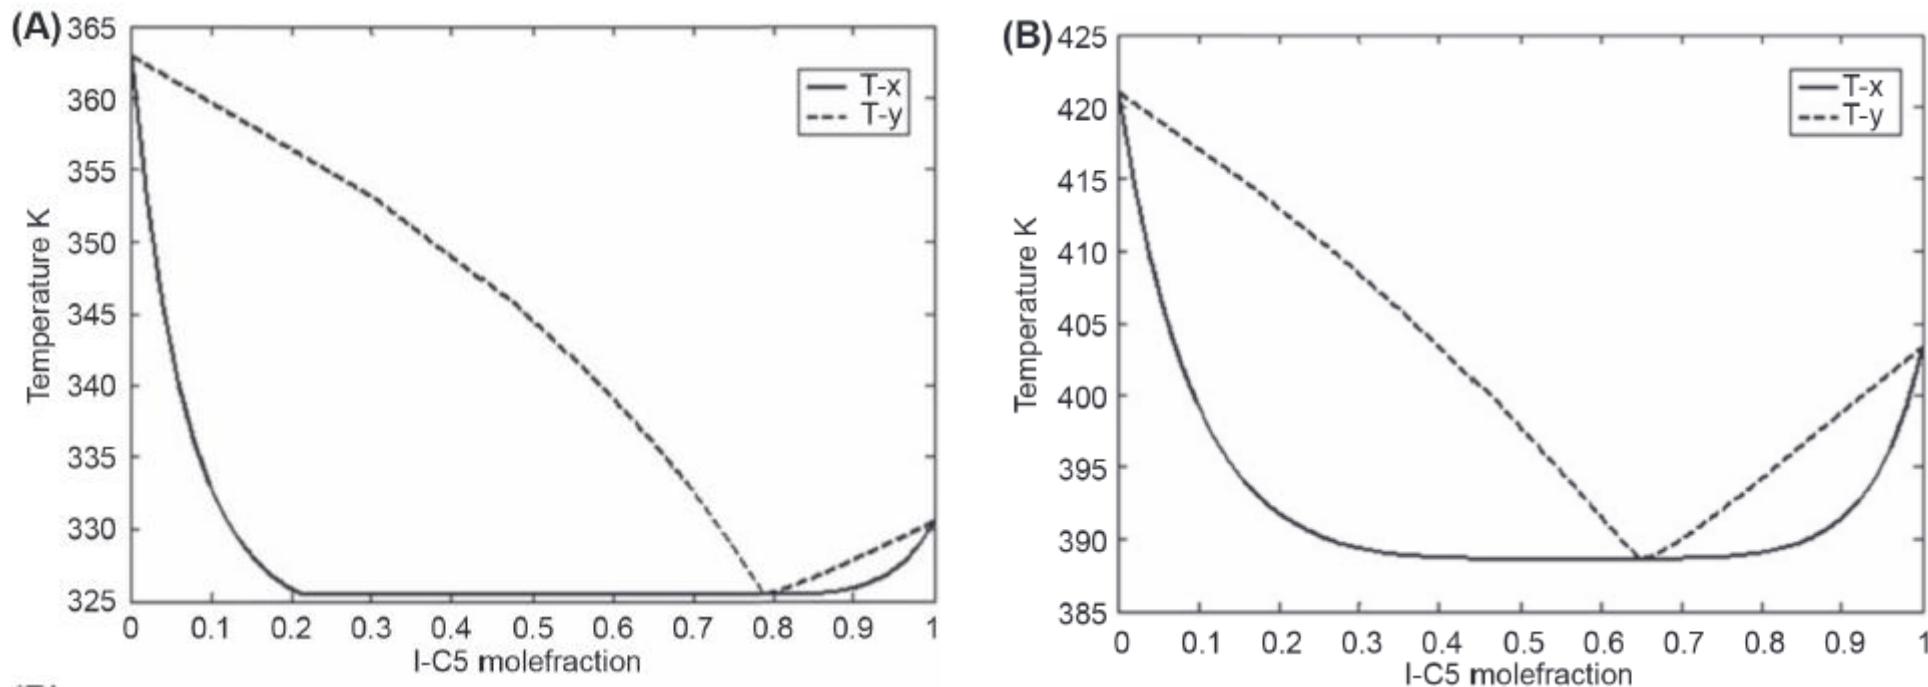 (A)
365
360
355
350
345
340
335
330
325
Temperature K
0 0.1 0.2 0.3 0.4 0.5 0.6 0.7 0.8 0.9 1
I-C5 molefraction
T-x
T-y
(B)
425
420
415
410
405
400
395
390
385
Temperature K
0 0.1 0.2 0.3 0.4 0.5 0.6 0.7 0.8 0.9 1
I-C5 molefraction
T-x
T-y